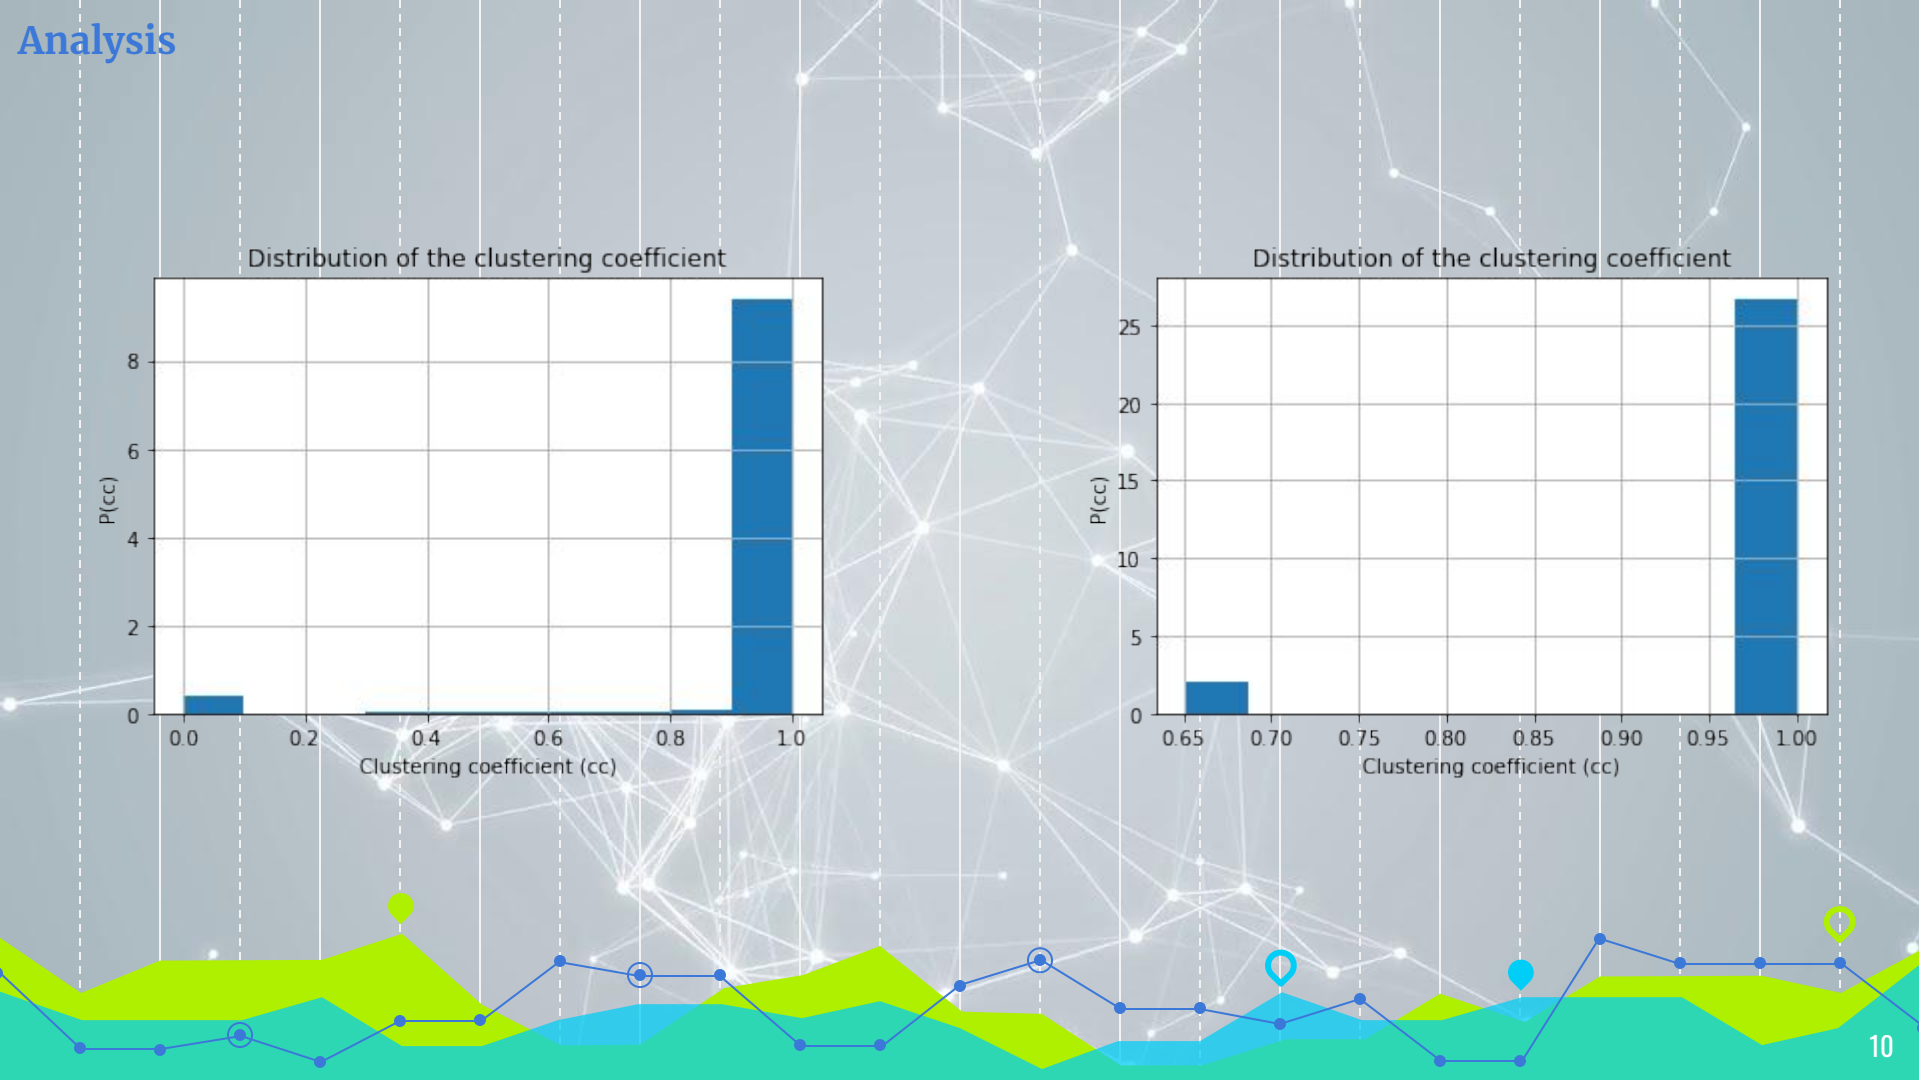 Analysis
Distribution of the clustering coefficient
8
6
4
2
0
P(cc)
0.0 0.2 0.4 0.6 0.8 1.0
Clustering coefficient (cc)
Distribution of the clustering coefficient
25
20
15
10
5
0
P(cc)
0.65 0.70 0.75 0.80 0.85 0.90 0.95 1.00
Clustering coefficient (cc)
10